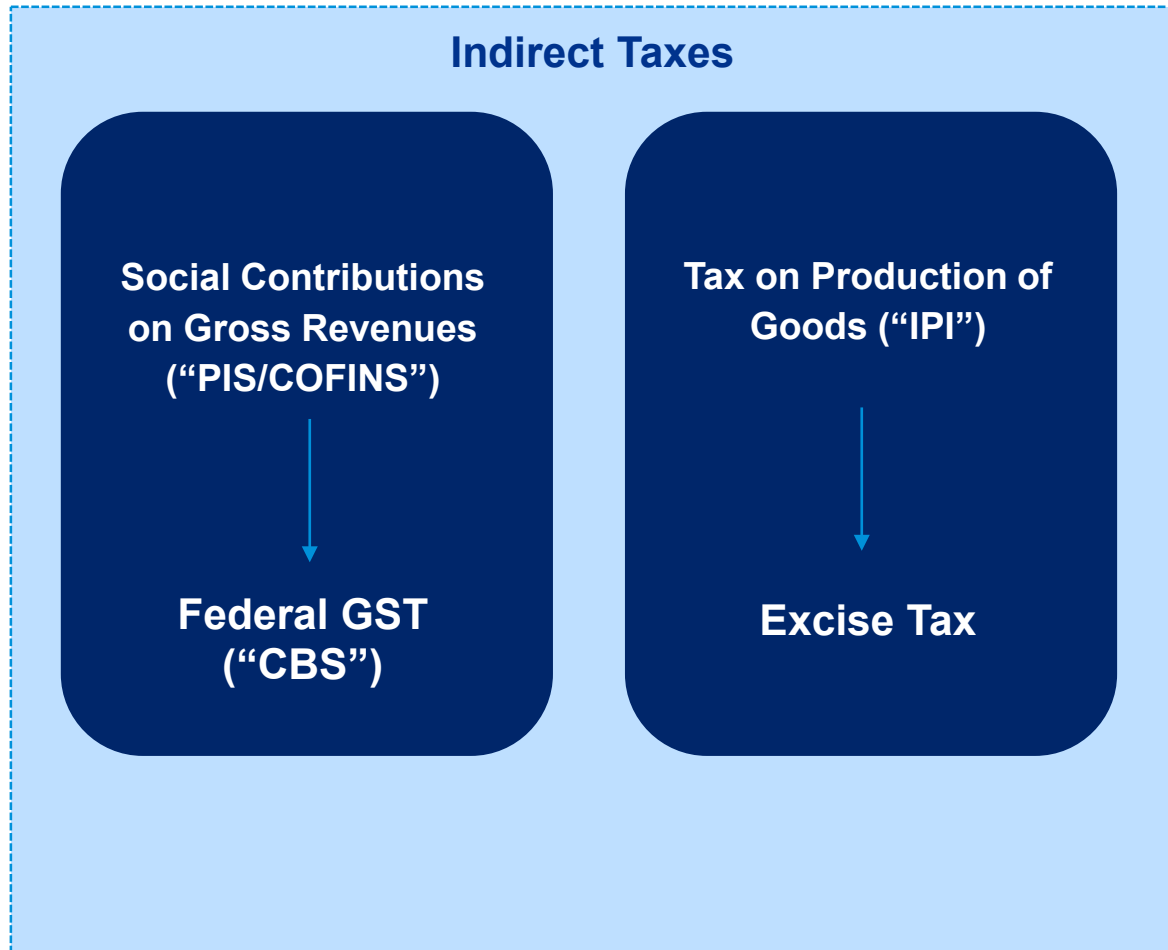 Indirect Taxes
Social Contributions
on Gross Revenues
(“PIS/COFINS”)
Federal GST
(“CBS”)
Tax on Production of
Goods (“IPI”)
Excise Tax